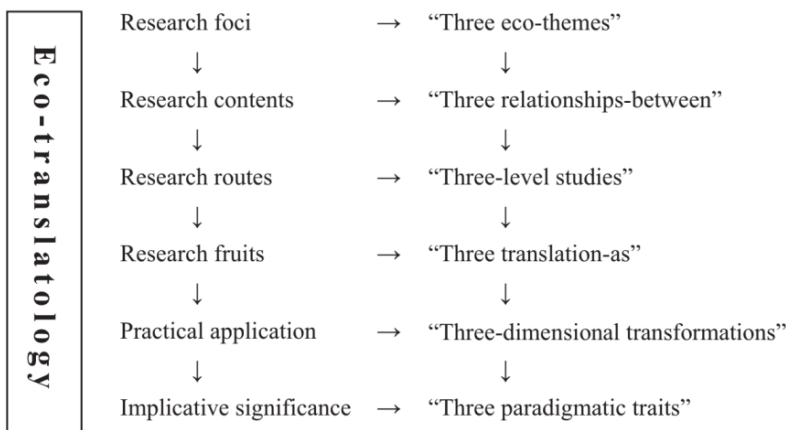 Eco-translatology
Research foci → “Three eco-themes”
↓ ↓
Research contents → “Three relationships-between”
↓ ↓
Research routes → “Three-level studies”
↓ ↓
Research fruits → “Three translation-as”
↓ ↓
Practical application → “Three-dimensional transformations”
↓ ↓
Implicative significance → “Three paradigmatic traits”